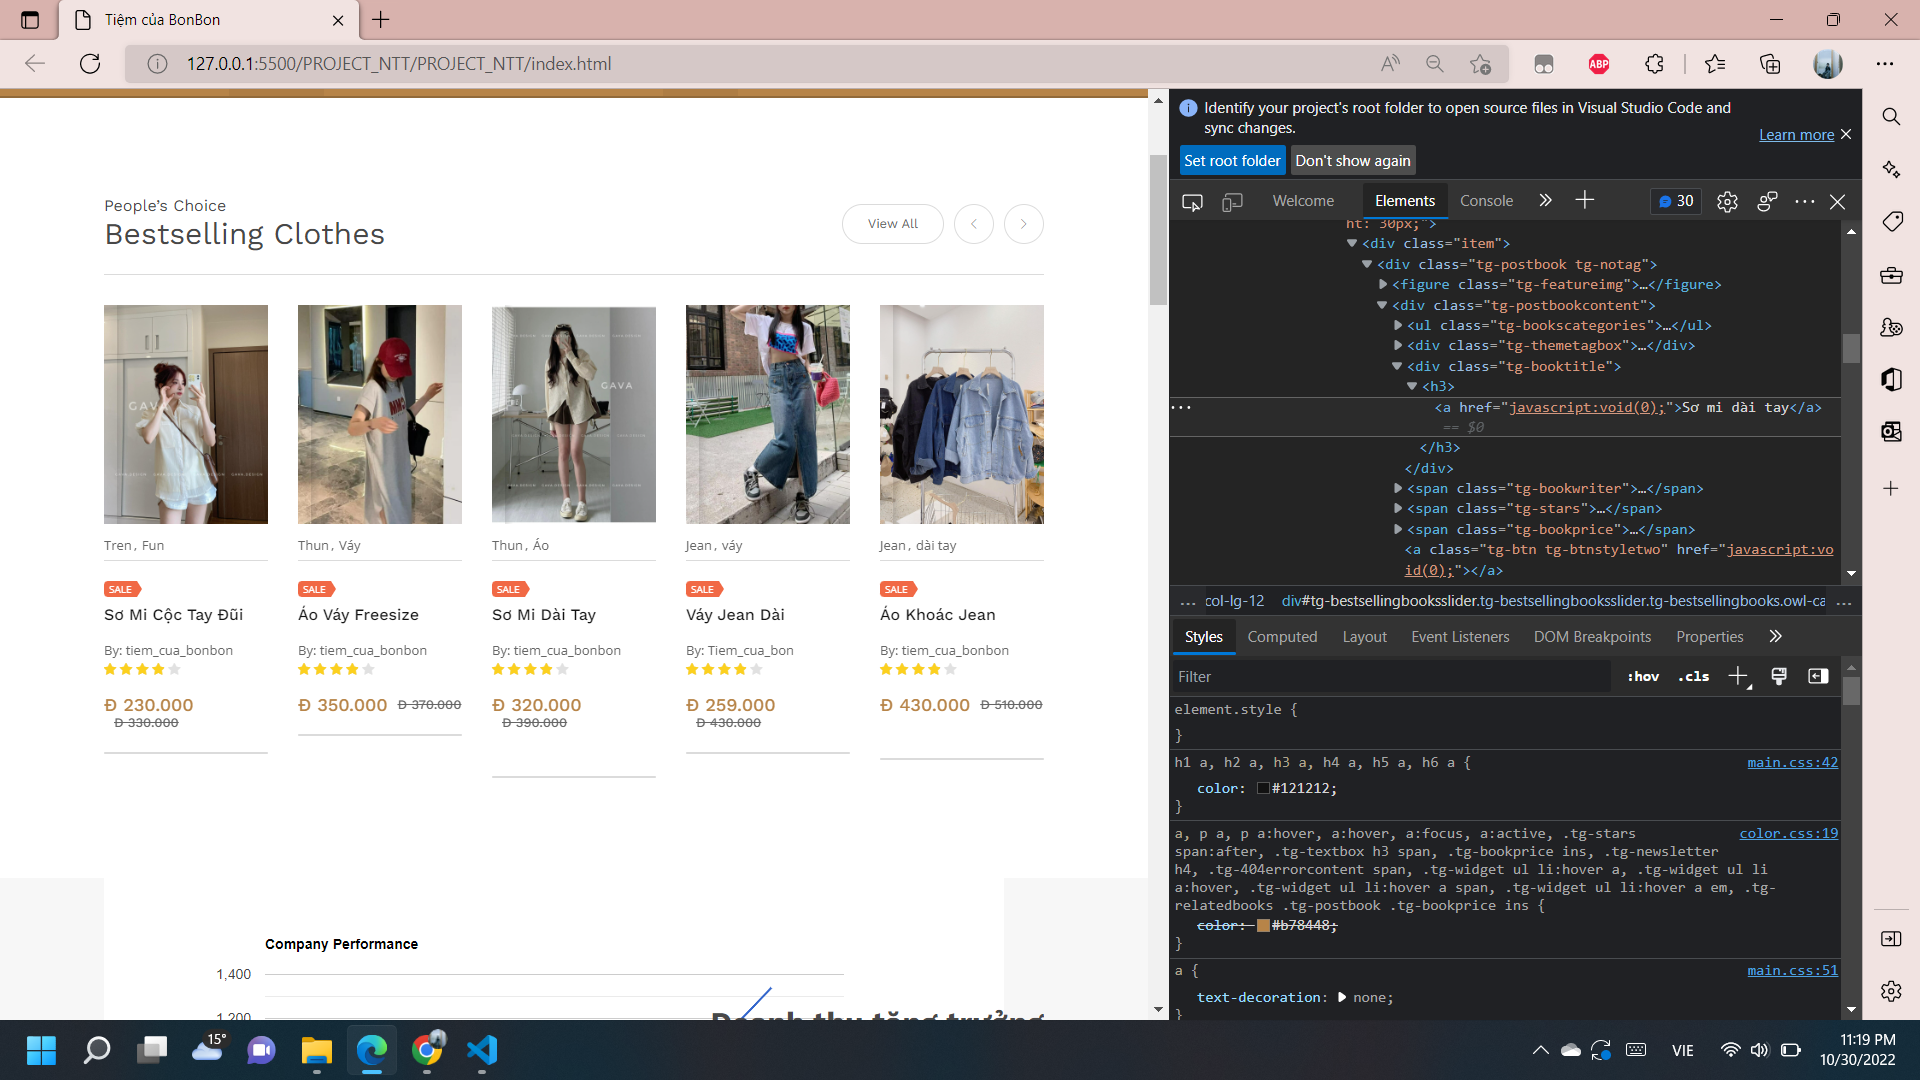 Tiệm của BonBon
127.0.0.1:5500/PROJECT_NTT/PROJECT_NTT/index.html
ABP
People’s Choice
Bestselling Clothes
View All
GAVA
GAVA
Tren , Fun
Thun , Váy
Thun , Áo
Jean , váy
Jean , dài tay
SALE
SALE
SALE
SALE
SALE
Sơ Mi Cộc Tay Đũi
Áo Váy Freesize
Sơ Mi Dài Tay
Váy Jean Dài
Áo Khoác Jean
By: tiem_cua_bonbon
By: tiem_cua_bonbon
By: tiem_cua_bonbon
By: Tiem_cua_bon
By: tiem_cua_bonbon
Đ 230.000
Đ 330.000
Đ 350.000 Đ 370.000
Đ 320.000
Đ 390.000
Đ 259.000
Đ 430.000
Đ 430.000 Đ 510.000
Company Performance
1,400
1,200
Doanh thu tăng trưởng
Identify your project's root folder to open source files in Visual Studio Code and
sync changes.
Learn more
Set root folder
Don't show again
Welcome
Elements
Console
30
ht: 30px;">
<div class="item">
<div class="tg-postbook tg-notag">
<figure class="tg-featureimg">…</figure>
<div class="tg-postbookcontent">
<ul class="tg-bookscategories">…</ul>
<div class="tg-themetagbox">…</div>
<div class="tg-booktitle">
<h3>
<a href="javascript:void(0);">Sơ mi dài tay</a>
== $0
</h3>
</div>
<span class="tg-bookwriter">…</span>
<span class="tg-stars">…</span>
<span class="tg-bookprice">…</span>
<a class="tg-btn tg-btnstyletwo" href="javascript:vo
id(0);"></a>
... col-lg-12 div#tg-bestsellingbooksslider.tg-bestsellingbooksslider.tg-bestsellingbooks.owl-ca ...
Styles
Computed
Layout
Event Listeners
DOM Breakpoints
Properties
Filter
:hov
.cls
element.style {
}
h1 a, h2 a, h3 a, h4 a, h5 a, h6 a {
main.css:42
color: #121212;
}
a, p a, p a:hover, a:hover, a:focus, a:active, .tg-stars
color.css:19
span:after, .tg-textbox h3 span, .tg-bookprice ins, .tg-newsletter
h4, .tg-404errorcontent span, .tg-widget ul li:hover a, .tg-widget ul li
a:hover, .tg-widget ul li:hover a span, .tg-widget ul li:hover a em, .tg-
relatedbooks .tg-postbook .tg-bookprice ins {
color: #b78448;
}
a {
main.css:51
text-decoration: none;
}
15°
VIE
11:19 PM
10/30/2022